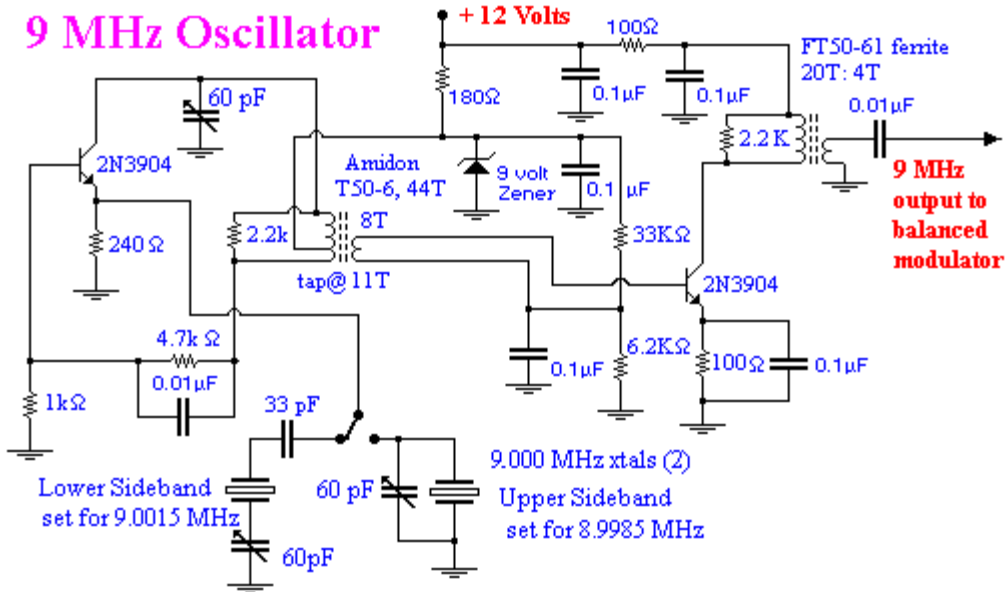 9 MHz Oscillator
+ 12 Volts
100Ω
FT50-61 ferrite
20T: 4T
60 pF
180Ω
0.1µF
0.1µF
0.01µF
2N3904
2.2 K
Amidon
T50-6, 44T
9 volt
Zener
0.1 µF
9 MHz
output to
balanced
modulator
240 Ω
2.2k
8T
33K Ω
tap@ 11T
2N3904
4.7k Ω
0.01µF
6.2K Ω
0.1µF
100Ω
0.1µF
1kΩ
33 pF
Lower Sideband
set for 9.0015 MHz
60 pF
9.000 MHz xtals (2)
Upper Sideband
set for 8.9985 MHz
60pF